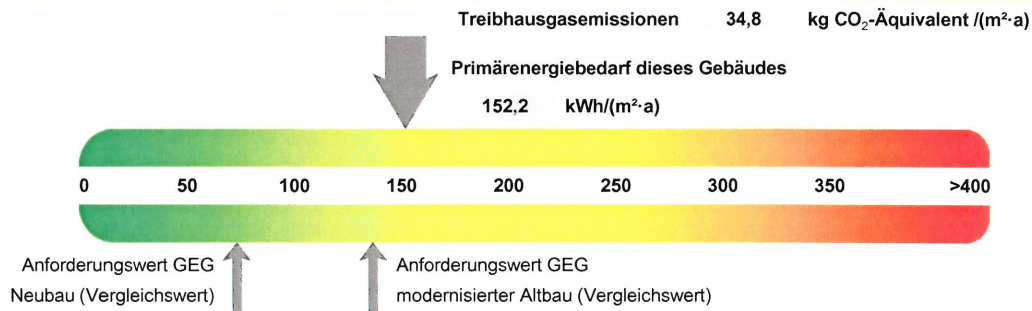 Treibhausgasemissionen 34,8 kg CO₂-Äquivalent /(m²·a)
Primärenergiebedarf dieses Gebäudes
152,2 kWh/(m²·a)
0 50 100 150 200 250 300 350 >400
Anforderungswert GEG
Neubau (Vergleichswert)
Anforderungswert GEG
modernisierter Altbau (Vergleichswert)